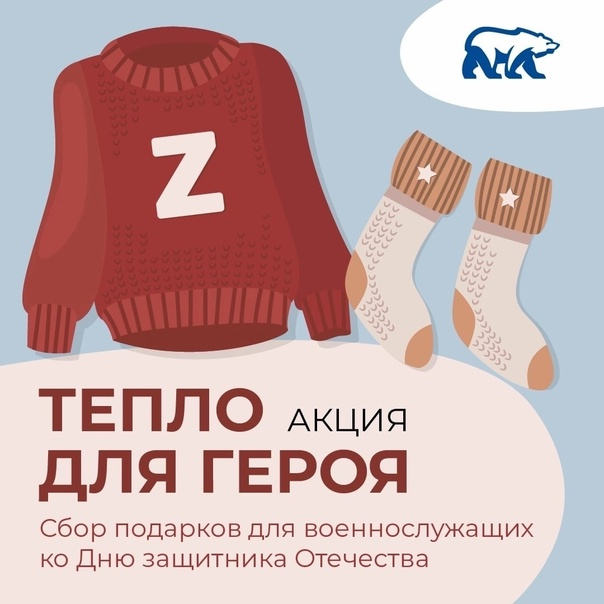 Z
ТЕПЛО АКЦИЯ
ДЛЯ ГЕРОЯ
Сбор подарков для военнослужащих
ко Дню защитника Отечества